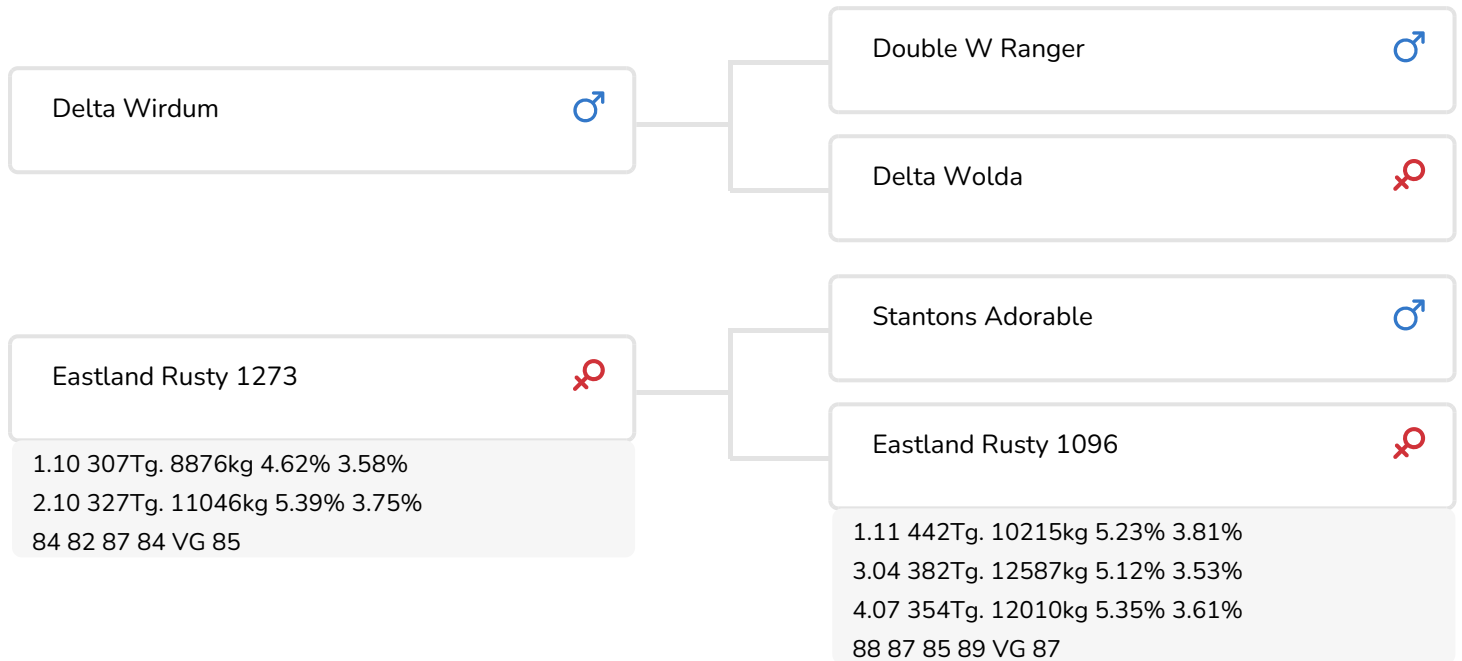 Double W Ranger
Delta Wirdum
Delta Wolda
Stantons Adorable
Eastland Rusty 1273
1.10 307Tg. 8876kg 4.62% 3.58%
2.10 327Tg. 11046kg 5.39% 3.75%
84 82 87 84 VG 85
Eastland Rusty 1096
1.11 442Tg. 10215kg 5.23% 3.81%
3.04 382Tg. 12587kg 5.12% 3.53%
4.07 354Tg. 12010kg 5.35% 3.61%
88 87 85 89 VG 87